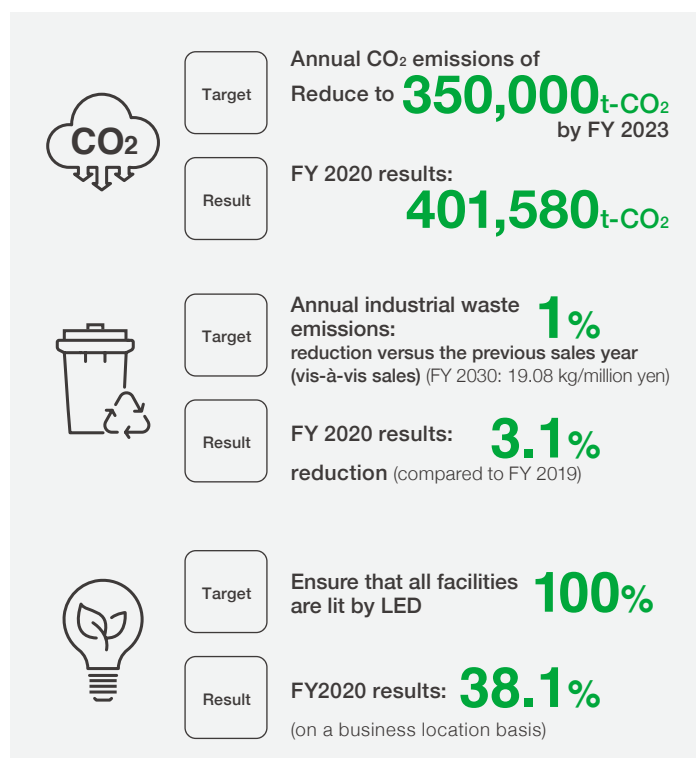 CO2
Target
Annual CO2 emissions of
Reduce to 350,000t-CO2
by FY 2023
Result
FY 2020 results:
401,580t-CO2
Target
Annual industrial waste 1%
emissions:
reduction versus the previous sales year
(vis-à-vis sales) (FY 2030: 19.08 kg/million yen)
Result
FY 2020 results: 3.1%
reduction (compared to FY 2019)
Target
Ensure that all facilities 100%
are lit by LED
Result
FY2020 results: 38.1%
(on a business location basis)